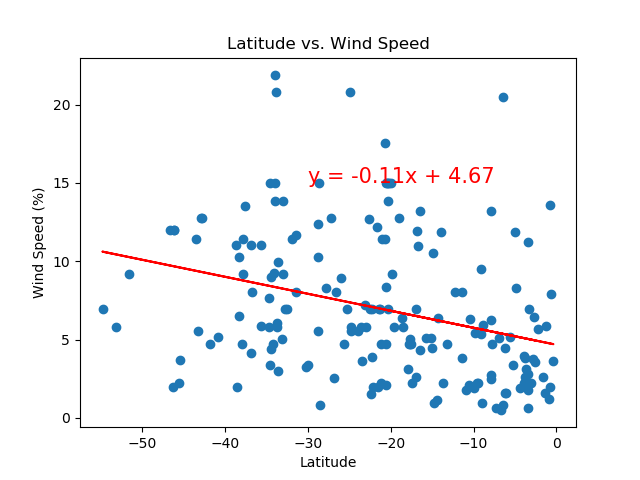 Latitude vs. Wind Speed
20
15
10
5
0
Wind Speed (%)
y = -0.11x + 4.67
−50
−40
−30
−20
−10
0
Latitude